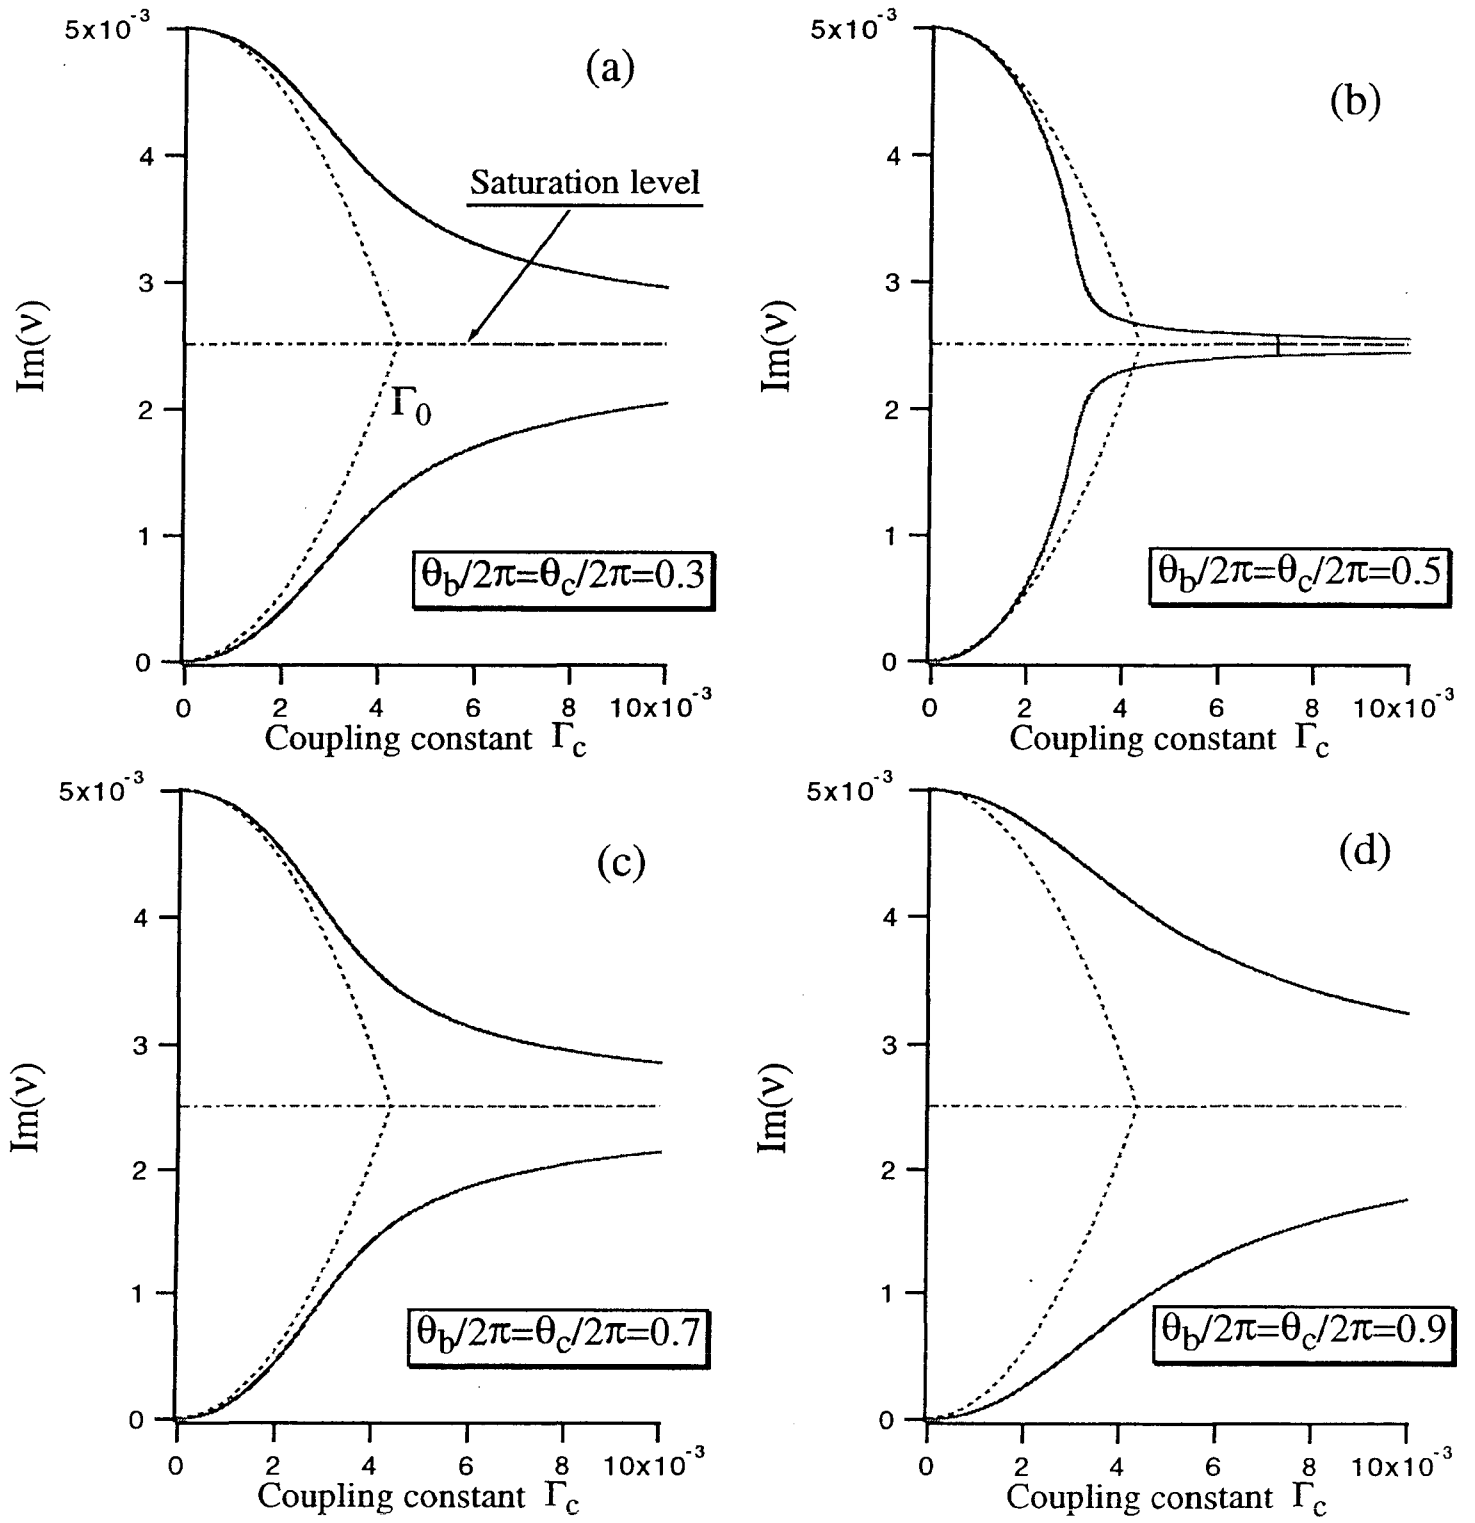 5x10⁻³
(a)
4
Saturation level
3
Im(ν)
2
Γ₀
1
θb/2π=θc/2π=0.3
0
0 2 4 6 8 10x10⁻³
Coupling constant Γc
5x10⁻³
(b)
4
3
Im(ν)
2
1
θb/2π=θc/2π=0.5
0
0 2 4 6 8 10x10⁻³
Coupling constant Γc
5x10⁻³
(c)
4
3
Im(ν)
2
1
θb/2π=θc/2π=0.7
0
0 2 4 6 8 10x10⁻³
Coupling constant Γc
5x10⁻³
(d)
4
3
Im(ν)
2
1
θb/2π=θc/2π=0.9
0
0 2 4 6 8 10x10⁻³
Coupling constant Γc